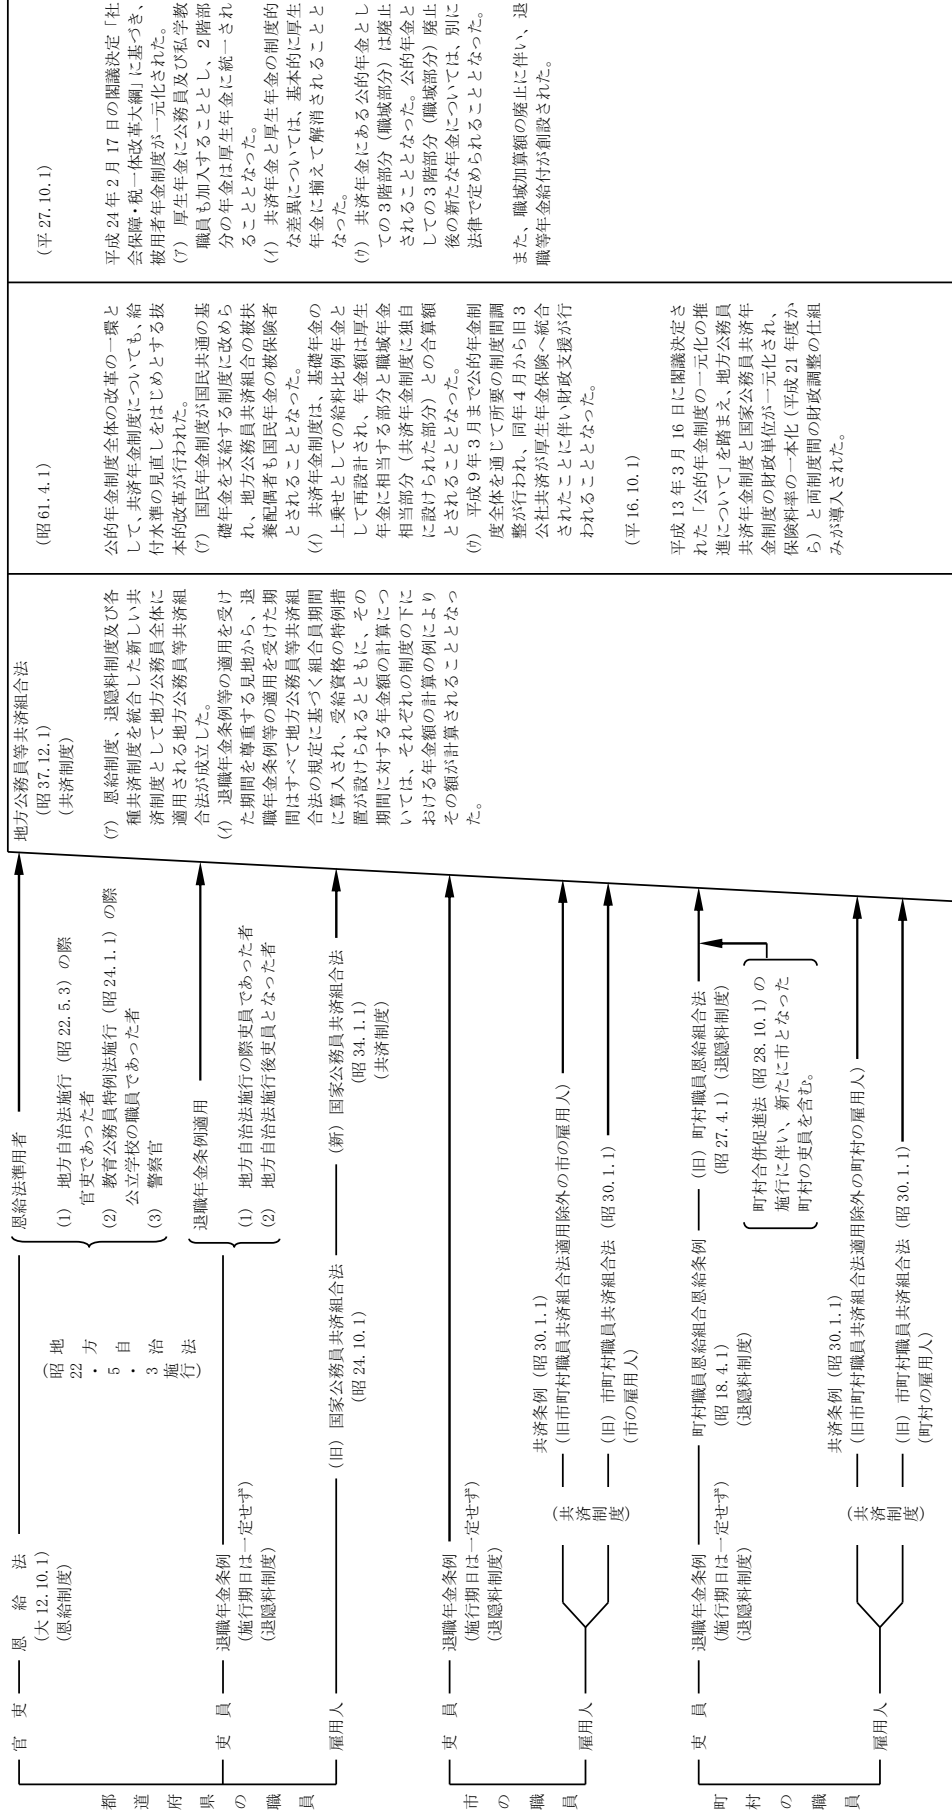 都道府県の職員
官吏
恩給法
（大12.10.1）
（恩給制度）
地方自治法施行
（昭22・5・3）
恩給法準用者
(1)　地方自治法施行（昭22.5.3）の際
官吏であった者
(2)　教育公務員特例法施行（昭24.1.1）の際
公立学校の職員であった者
(3)　警察官
吏員
退職年金条例
（施行期日は一定せず）
（退隠料制度）
退職年金条例適用
(1)　地方自治法施行の際吏員であった者
(2)　地方自治法施行後吏員となった者
雇用人
（旧）国家公務員共済組合法
（昭24.10.1）
（新）国家公務員共済組合法
（昭34.1.1）
（共済制度）
市の職員
吏員
退職年金条例
（施行期日は一定せず）
（退隠料制度）
雇用人
（共済制度）
共済条例（昭30.1.1）
（旧市町村職員共済組合法適用除外の市の雇用人）
（旧）市町村職員共済組合法（昭30.1.1）
（市の雇用人）
町村の職員
吏員
退職年金条例
（施行期日は一定せず）
（退隠料制度）
町村職員恩給組合恩給条例
（昭18.4.1）
（退隠料制度）
（旧）町村職員恩給組合法
（昭27.4.1）（退隠料制度）
町村合併促進法（昭28.10.1）の
施行に伴い、新たに市となった
町村の吏員を含む。
雇用人
（共済制度）
共済条例（昭30.1.1）
（旧市町村職員共済組合法適用除外の町村の雇用人）
（旧）市町村職員共済組合法（昭30.1.1）
（町村の雇用人）
地方公務員等共済組合法
（昭37.12.1）
（共済制度）
(ｱ)　恩給制度、退隠料制度及び各
種共済制度を統合した新しい共
済制度として地方公務員全体に
適用される地方公務員等共済組
合法が成立した。
(ｲ)　退職年金条例等の適用を受け
た期間を尊重する見地から、退
職年金条例等の適用を受けた期
間はすべて地方公務員等共済組
合法の規定に基づく組合員期間
に算入され、受給資格の特例措
置が設けられるとともに、その
期間に対する年金額の計算につ
いては、それぞれの制度の下に
おける年金額の計算の例により
その額が計算されることとなっ
た。
（昭61.4.1）
公的年金制度全体の改革の一環と
して、共済年金制度についても、給
付水準の見直しをはじめとする抜
本的改革が行われた。
(ｱ)　国民年金制度が国民共通の基
礎年金を支給する制度に改めら
れ、地方公務員共済組合の被扶
養配偶者も国民年金の被保険者
とされることとなった。
(ｲ)　共済年金制度は、基礎年金の
上乗せとしての給料比例年金と
して再設計され、年金額は厚生
年金に相当する部分と職域年金
相当部分（共済年金制度に独自
に設けられた部分）との合算額
とされることとなった。
(ｳ)　平成９年３月まで公的年金制
度全体を通じて所要の制度間調
整が行われ、同年４月から旧３
公社共済が厚生年金保険へ統合
されたことに伴い財政支援が行
われることとなった。
（平16.10.1）
平成13年３月16日に閣議決定さ
れた「公的年金制度の一元化の推
進について」を踏まえ、地方公務員
共済年金制度と国家公務員共済年
金制度の財政単位が一元化され、
保険料率の一本化（平成21年度か
ら）と両制度間の財政調整の仕組
みが導入された。
（平27.10.1）
平成24年２月17日の閣議決定「社
会保障・税一体改革大綱」に基づき、
被用者年金制度が一元化された。
(ｱ)　厚生年金に公務員及び私学教
職員も加入することとし、２階部
分の年金は厚生年金に統一され
ることとなった。
(ｲ)　共済年金と厚生年金の制度的
な差異については、基本的に厚生
年金に揃えて解消されることと
なった。
(ｳ)　共済年金にある公的年金とし
ての３階部分（職域部分）は廃止
されることとなった。公的年金と
しての３階部分（職域部分）廃止
後の新たな年金については、別に
法律で定められることとなった。
また、職域加算額の廃止に伴い、退
職等年金給付が創設された。